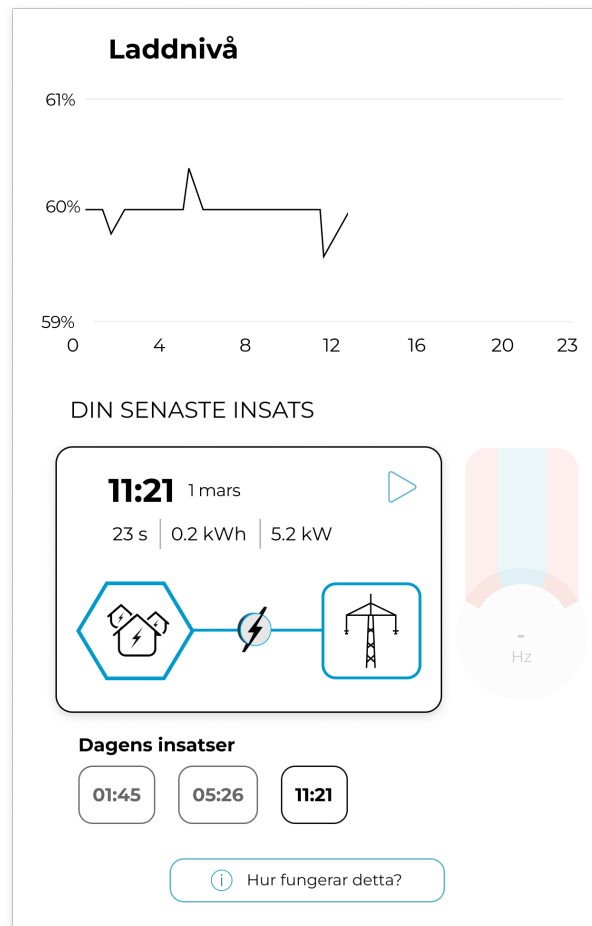 Laddnivå
61%
60%
59%
0 4 8 12 16 20 23
DIN SENASTE INSATS
11:21 1 mars
23 s 0.2 kWh 5.2 kW
-
Hz
Dagens insatser
01:45 05:26 11:21
i Hur fungerar detta?